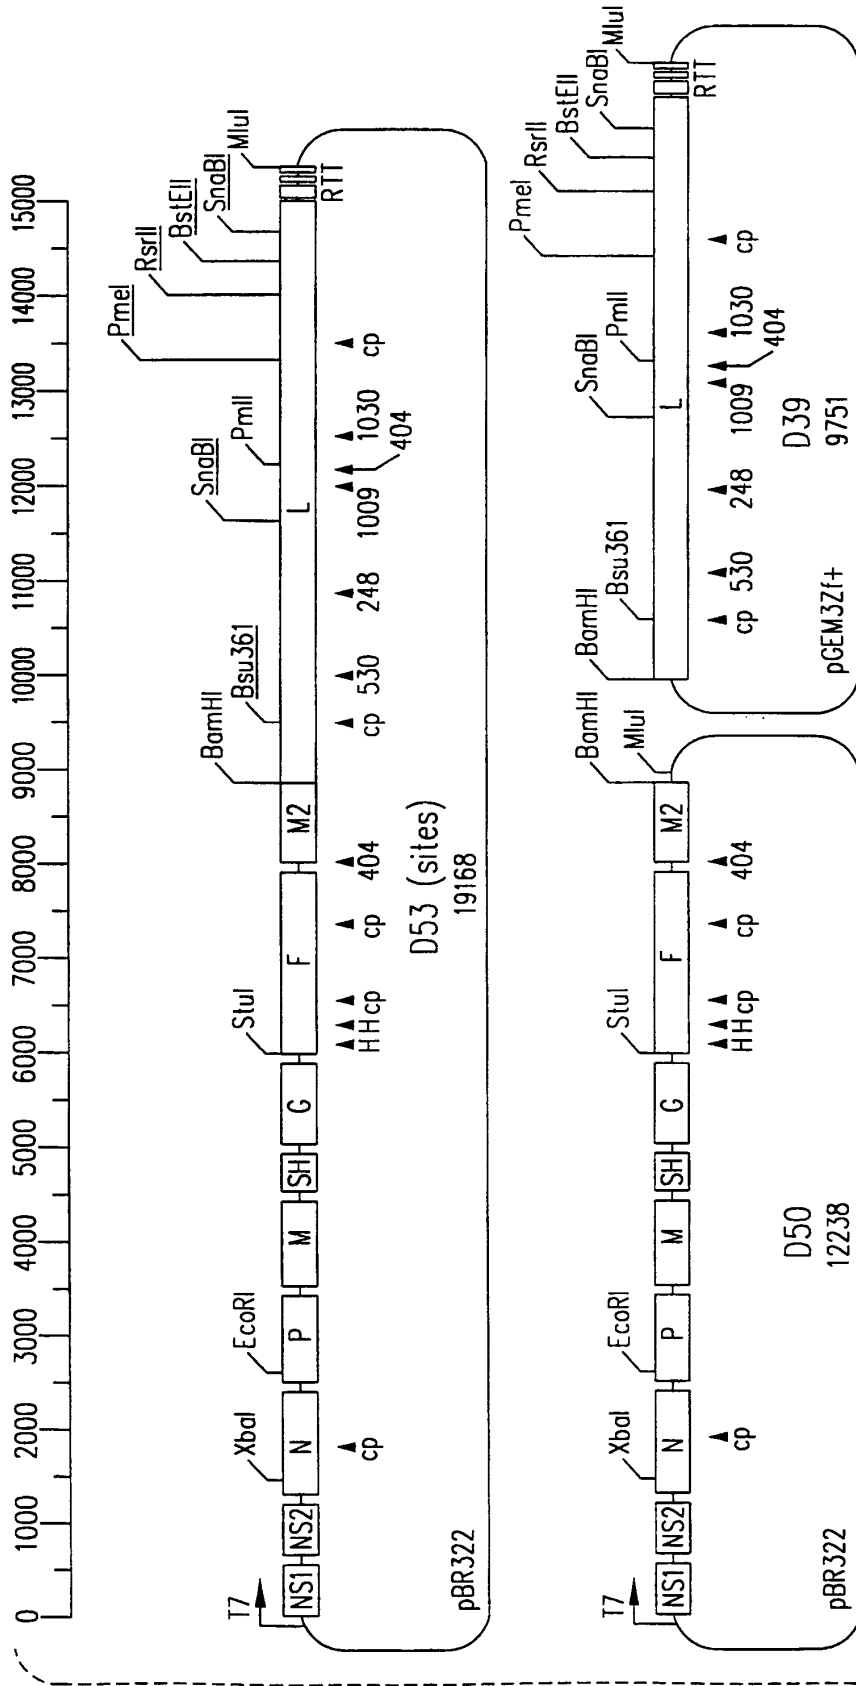 0 1000 2000 3000 4000 5000 6000 7000 8000 9000 10000 11000 12000 13000 14000 15000
T7 XbaI EcoRI StuI BamHI Bsu361 SnaBI PmlI PmeI RsrII BstEII SnaBI MluI
NS1 NS2 N P M SH G F M2 L RTT
cp HHcp cp 404 cp 530 248 1009 404 1030 cp
D53 (sites)
19168
pBR322
T7 XbaI EcoRI StuI BamHI MluI
NS1 NS2 N P M SH G F M2
cp HHcp cp 404
D50
12238
pBR322
BamHI Bsu361 SnaBI PmlI PmeI RsrII BstEII SnaBI MluI
L RTT
cp 530 248 1009 404 1030 cp
D39
9751
pGEM3Zf+